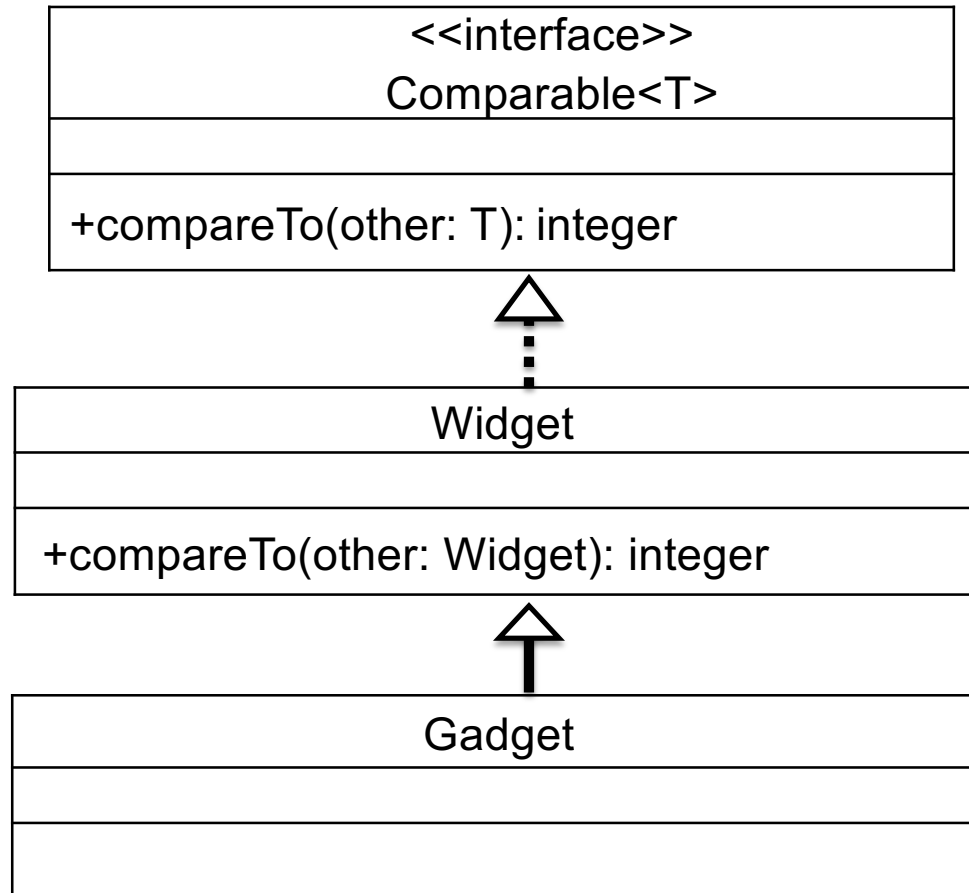 <<interface>>
Comparable<T>
+compareTo(other: T): integer
Widget
+compareTo(other: Widget): integer
Gadget